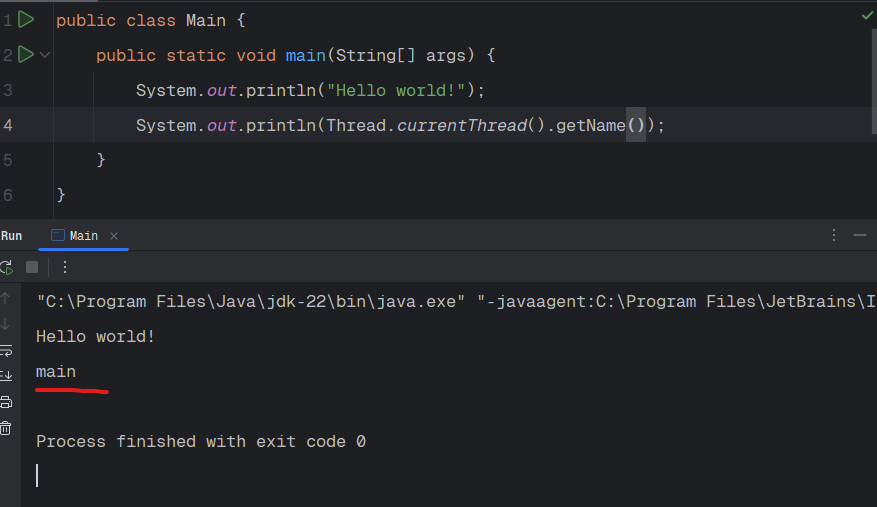 1 public class Main {
2 public static void main(String[] args) {
3 System.out.println("Hello world!");
4 System.out.println(Thread.currentThread().getName());
5 }
6 }
Run Main
"C:\Program Files\Java\jdk-22\bin\java.exe" "-javaagent:C:\Program Files\JetBrains\I
Hello world!
main
Process finished with exit code 0